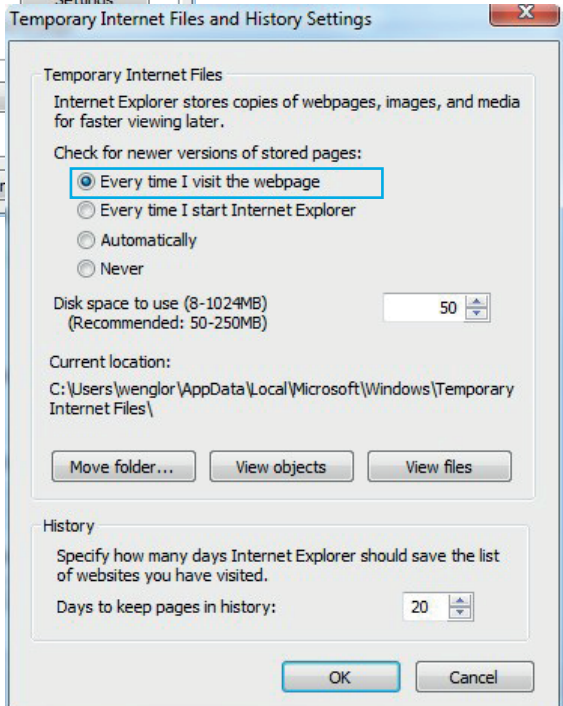 Settings
Temporary Internet Files and History Settings
Temporary Internet Files
Internet Explorer stores copies of webpages, images, and media
for faster viewing later.
Check for newer versions of stored pages:
Every time I visit the webpage
Every time I start Internet Explorer
Automatically
Never
Disk space to use (8-1024MB) 50
(Recommended: 50-250MB)
Current location:
C:\Users\wenglor\AppData\Local\Microsoft\Windows\Temporary
Internet Files\
Move folder... View objects View files
History
Specify how many days Internet Explorer should save the list
of websites you have visited.
Days to keep pages in history: 20
OK Cancel